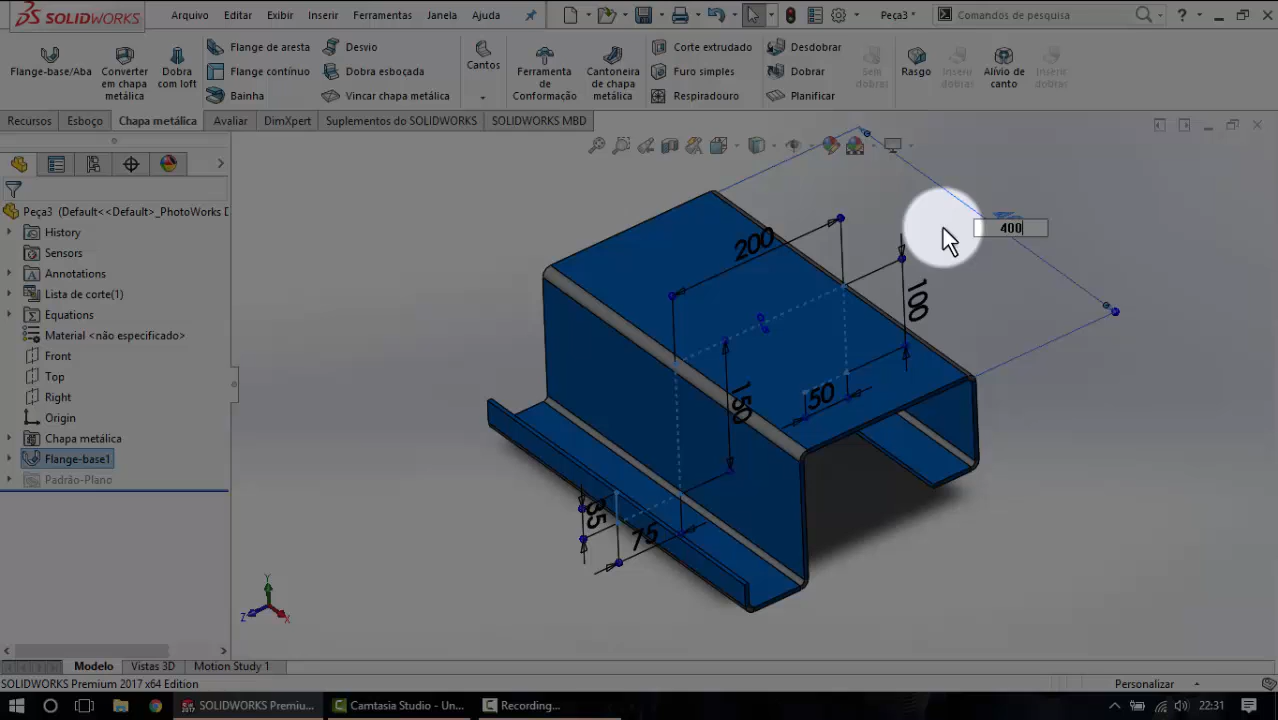 SOLIDWORKS
Arquivo Editar Exibir Inserir Ferramentas Janela Ajuda
Peça3 *
Comandos de pesquisa
?
Flange-base/Aba
Converter em chapa metálica
Dobra com loft
Flange de aresta
Flange contínuo
Bainha
Desvio
Dobra esboçada
Vincar chapa metálica
Cantos
Ferramenta de Conformação
Cantoneira de chapa metálica
Corte extrudado
Furo simples
Respiradouro
Desdobrar
Dobrar
Planificar
Sem dobras
Rasgo
Inserir dobras
Alívio de canto
Inserir dobras
Recursos Esboço Chapa metálica Avaliar DimXpert Suplementos do SOLIDWORKS SOLIDWORKS MBD
Peça3 (Default<<Default>_PhotoWorks D
History
Sensors
Annotations
Lista de corte(1)
Equations
Material <não especificado>
Front
Top
Right
Origin
Chapa metálica
Flange-base1
Padrão-Plano
400
200
100
150
50
35
75
Y
Z
X
Modelo Vistas 3D Motion Study 1
SOLIDWORKS Premium 2017 x64 Edition
Personalizar
SOLIDWORKS Premiu...
Camtasia Studio - Un...
Recording...
22:31